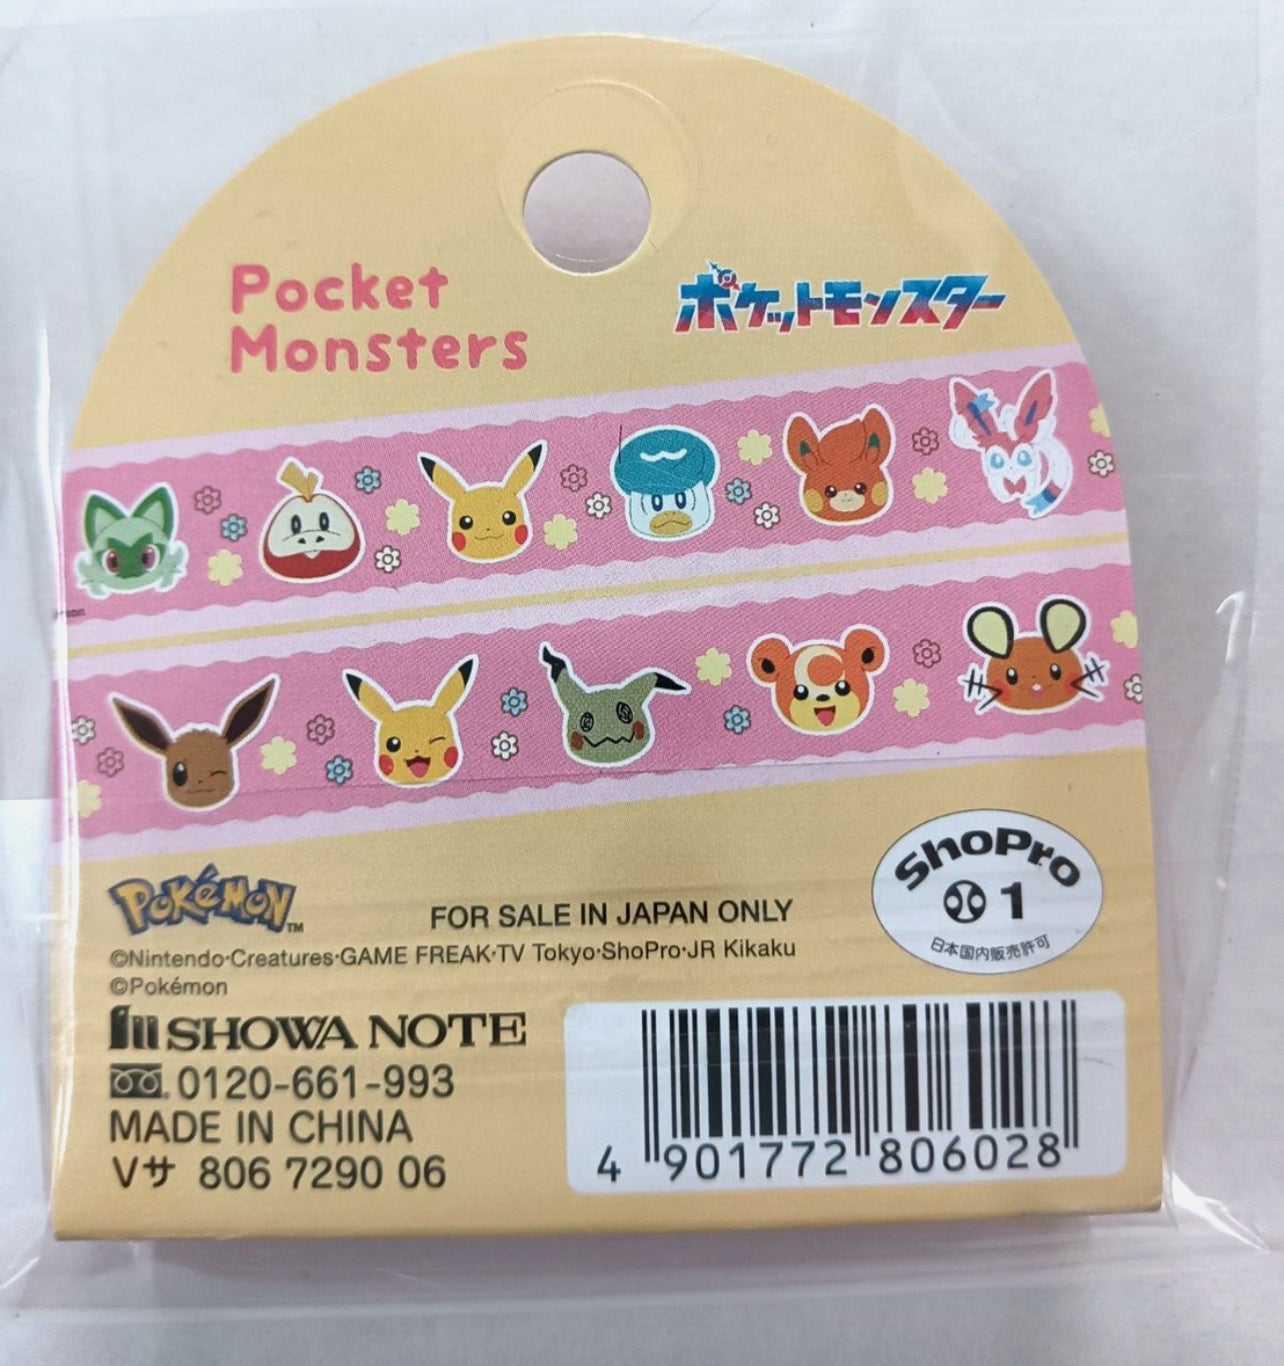 Pocket
Monsters
ポケットモンスター
POKéMON™
FOR SALE IN JAPAN ONLY
©Nintendo·Creatures·GAME FREAK·TV Tokyo·ShoPro·JR Kikaku
©Pokémon
ShoPro
1
日本国内販売許可
SHOWA NOTE
0120-661-993
MADE IN CHINA
Vサ 806 7290 06
4 901772 806028